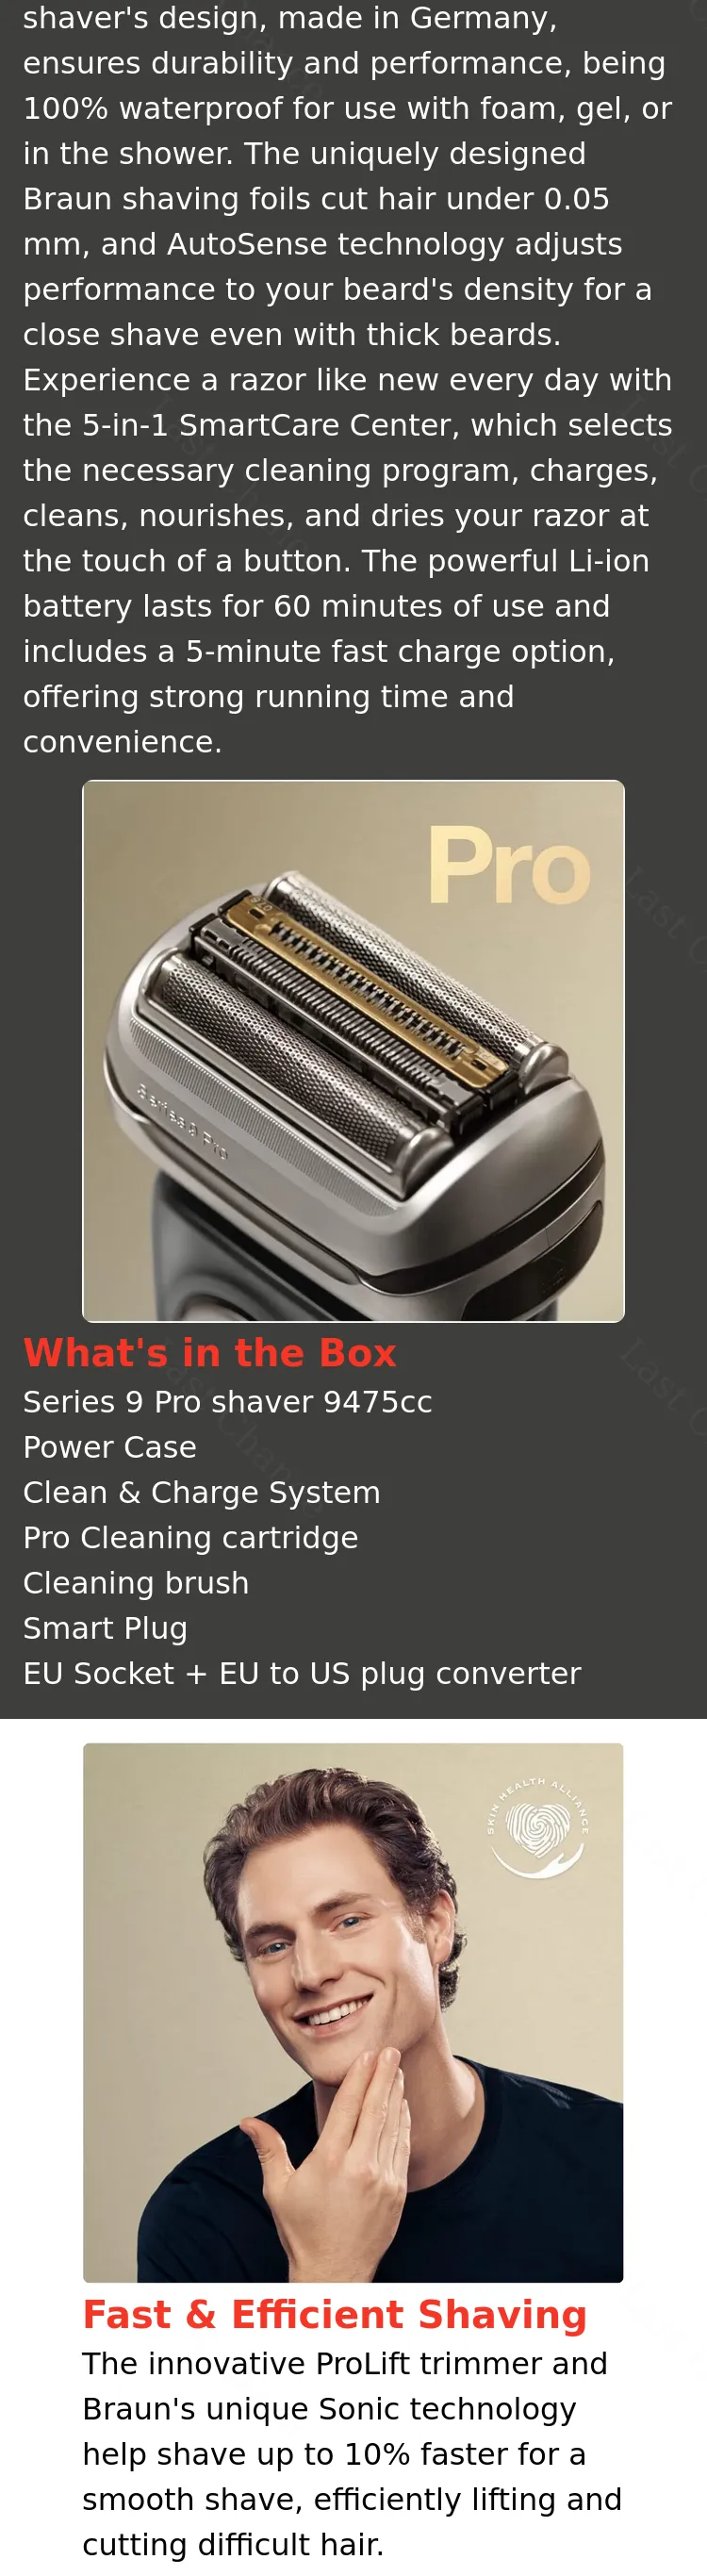 shaver's design, made in Germany,
ensures durability and performance, being
100% waterproof for use with foam, gel, or
in the shower. The uniquely designed
Braun shaving foils cut hair under 0.05
mm, and AutoSense technology adjusts
performance to your beard's density for a
close shave even with thick beards.
Experience a razor like new every day with
the 5-in-1 SmartCare Center, which selects
the necessary cleaning program, charges,
cleans, nourishes, and dries your razor at
the touch of a button. The powerful Li-ion
battery lasts for 60 minutes of use and
includes a 5-minute fast charge option,
offering strong running time and
convenience.
Pro
Series 9 Pro
What's in the Box
Series 9 Pro shaver 9475cc
Power Case
Clean & Charge System
Pro Cleaning cartridge
Cleaning brush
Smart Plug
EU Socket + EU to US plug converter
SKIN HEALTH ALLIANCE
Fast & Efficient Shaving
The innovative ProLift trimmer and
Braun's unique Sonic technology
help shave up to 10% faster for a
smooth shave, efficiently lifting and
cutting difficult hair.